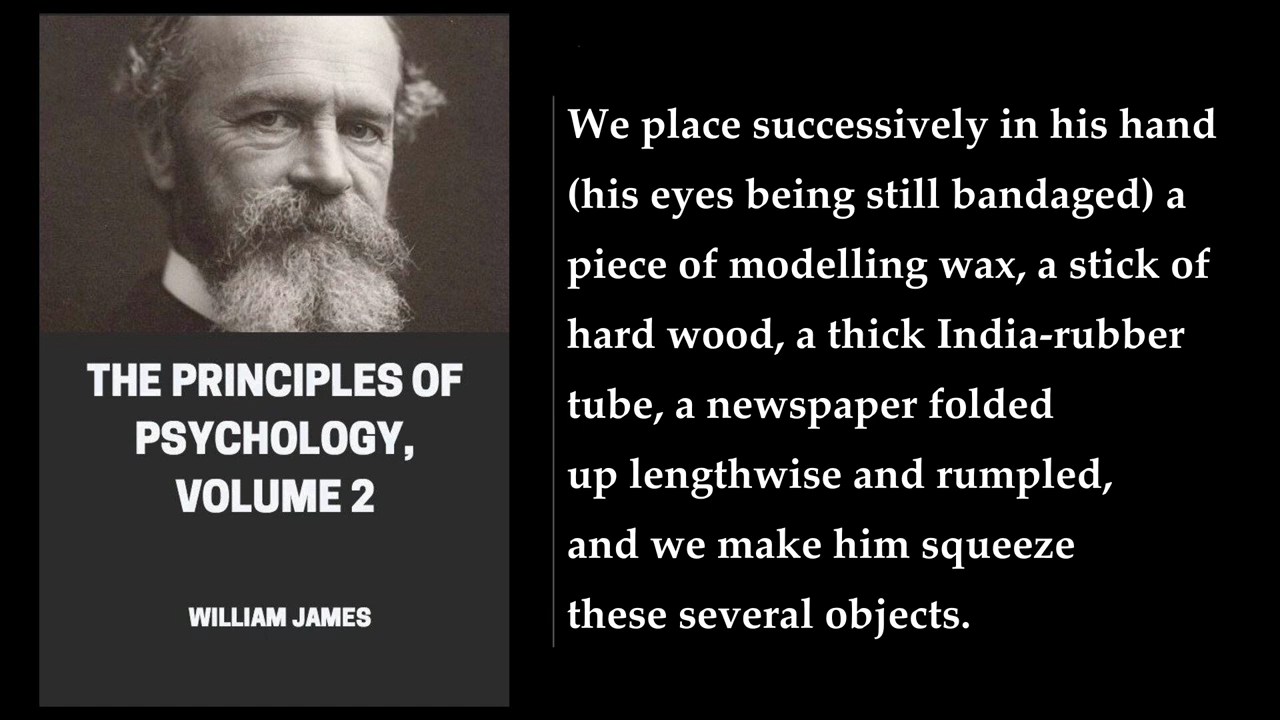 THE PRINCIPLES OF
PSYCHOLOGY,
VOLUME 2
WILLIAM JAMES
We place successively in his hand
(his eyes being still bandaged) a
piece of modelling wax, a stick of
hard wood, a thick India-rubber
tube, a newspaper folded
up lengthwise and rumpled,
and we make him squeeze
these several objects.